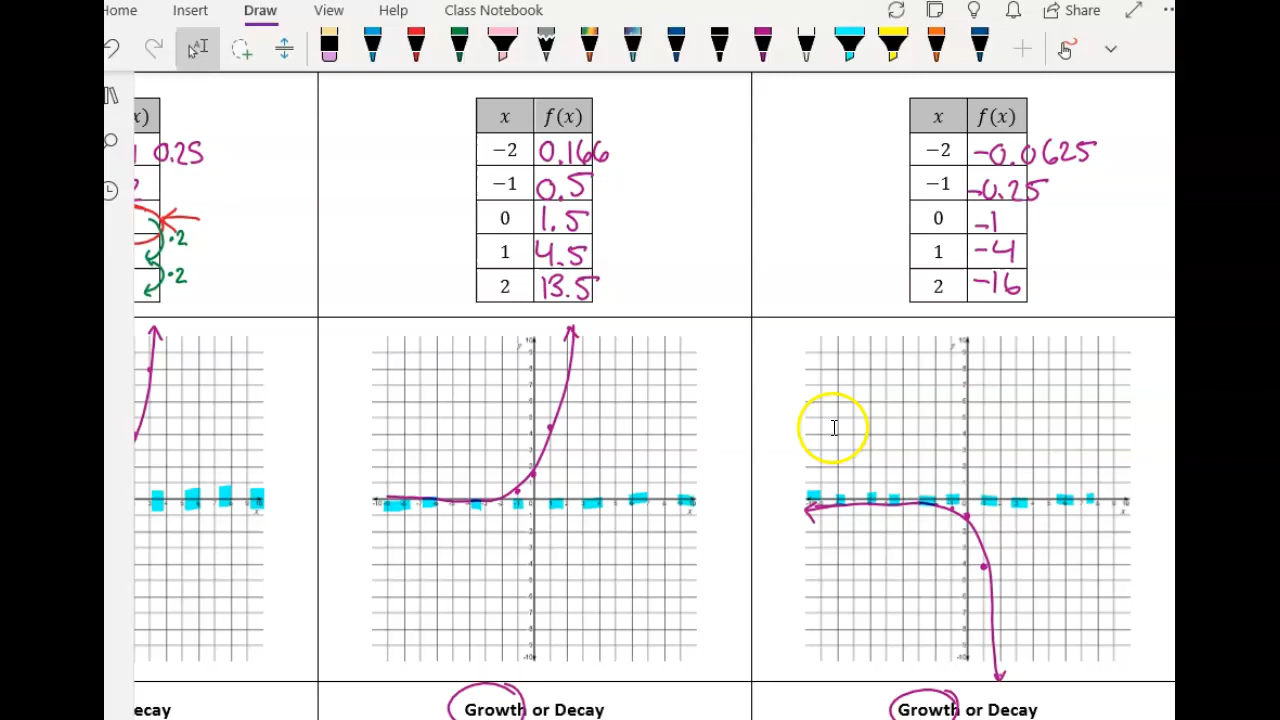 Home Insert Draw View Help Class Notebook Share
x) x f(x) x f(x)
0.25 −2 0.166 −2 -0.0625
2 −1 0.5 −1 -0.25
0 1.5 0 -1
·2 1 4.5 1 -4
·2 2 13.5 2 -16
ecay Growth or Decay Growth or Decay